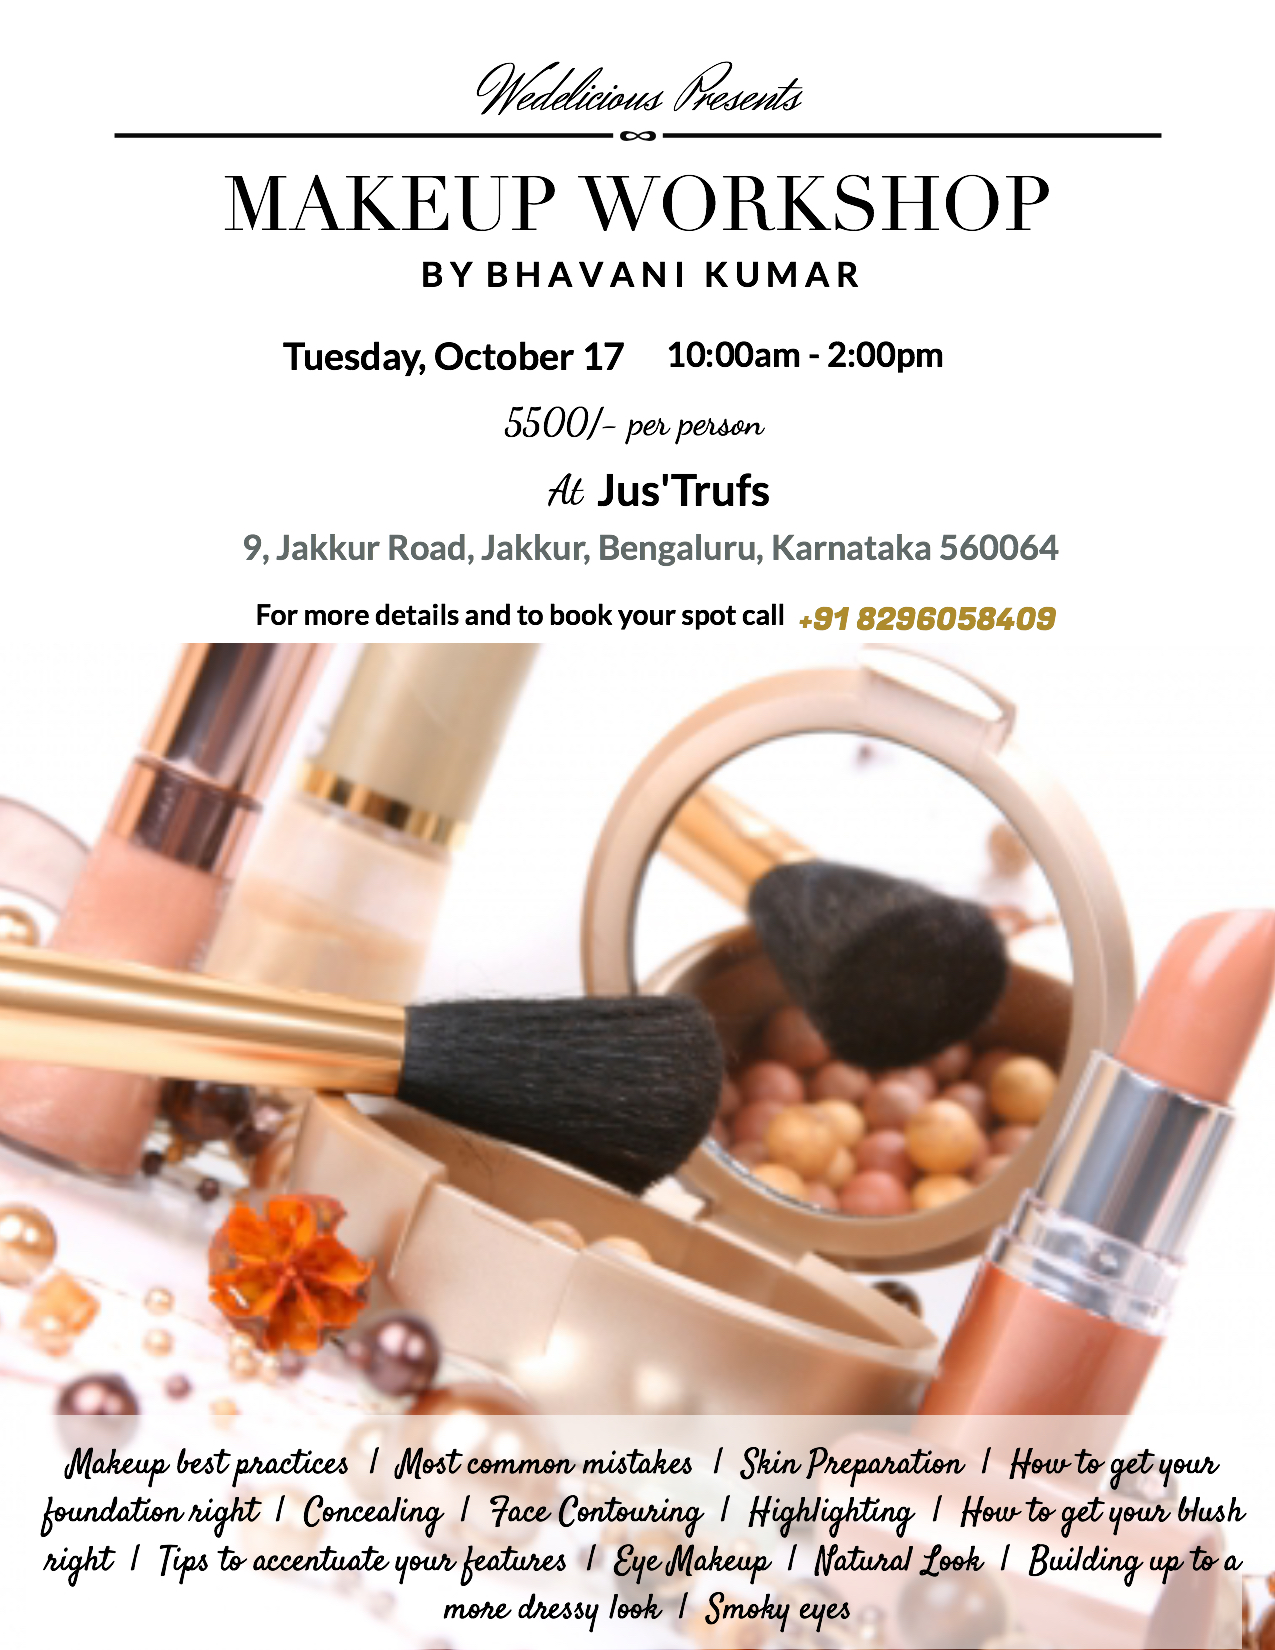 Wedelicious Presents
MAKEUP WORKSHOP
BY BHAVANI KUMAR
Tuesday, October 17 10:00am - 2:00pm
5500/- per person
At Jus'Trufs
9, Jakkur Road, Jakkur, Bengaluru, Karnataka 560064
For more details and to book your spot call +91 8296058409
Makeup best practices | Most common mistakes | Skin Preparation | How to get your
foundation right | Concealing | Face Contouring | Highlighting | How to get your blush
right | Tips to accentuate your features | Eye Makeup | Natural Look | Building up to a
more dressy look | Smoky eyes